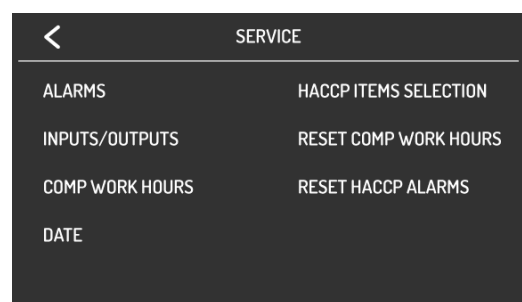 SERVICE
ALARMS
HACCP ITEMS SELECTION
INPUTS/OUTPUTS
RESET COMP WORK HOURS
COMP WORK HOURS
RESET HACCP ALARMS
DATE